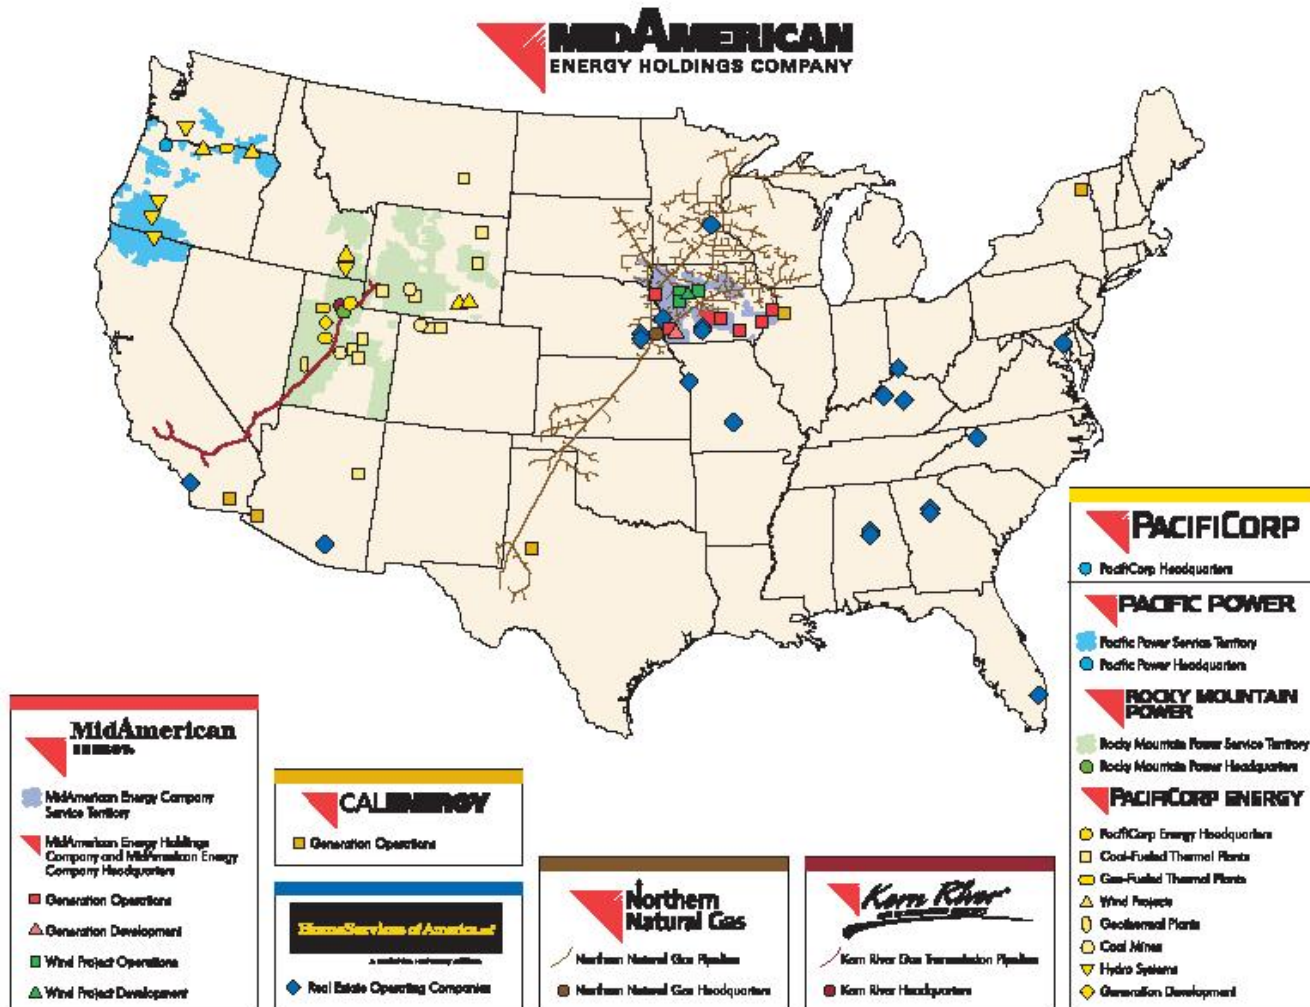 MIDAMERICAN
ENERGY HOLDINGS COMPANY
PACIFICORP
PacifiCorp Headquarters
PACIFIC POWER
Pacific Power Service Territory
Pacific Power Headquarters
ROCKY MOUNTAIN
POWER
Rocky Mountain Power Service Territory
Rocky Mountain Power Headquarters
PACIFICORP ENERGY
PacifiCorp Energy Headquarters
Coal-Fueled Thermal Plants
Gas-Fueled Thermal Plants
Wind Projects
Geothermal Plants
Coal Mines
Hydro Systems
Generation Development
MidAmerican
ENERGY
MidAmerican Energy Company
Service Territory
MidAmerican Energy Holdings
Company and MidAmerican Energy
Company Headquarters
Generation Operations
Generation Development
Wind Project Operations
Wind Project Development
CALENERGY
Generation Operations
HomeServices of America
Real Estate Operating Companies
Northern
Natural Gas
Northern Natural Gas Pipeline
Northern Natural Gas Headquarters
Kern River
Kern River Gas Transmission Pipeline
Kern River Headquarters